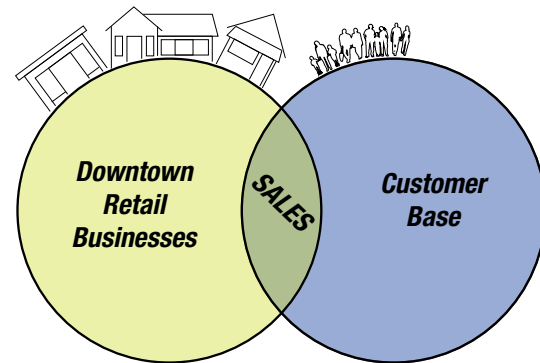 Downtown
Retail
Businesses
SALES
Customer
Base